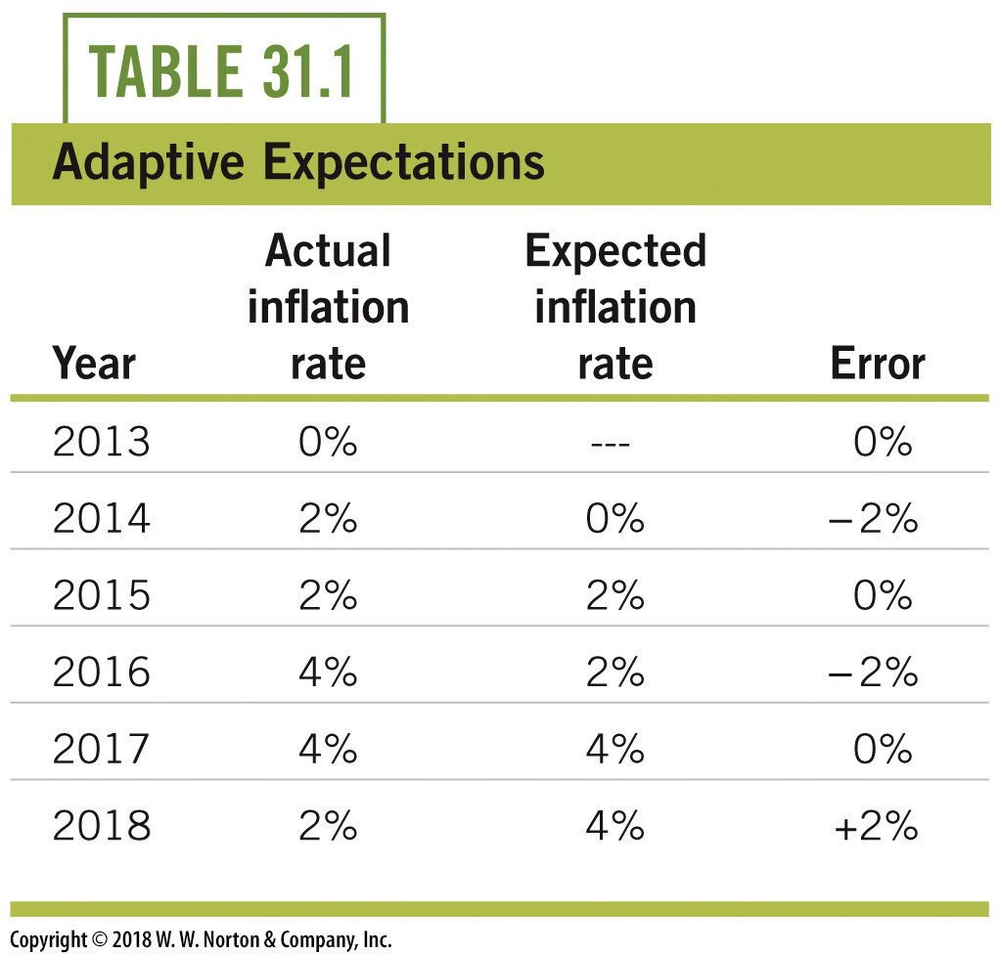 TABLE 31.1
Adaptive Expectations
Year Actual inflation rate Expected inflation rate Error
2013 0% --- 0%
2014 2% 0% –2%
2015 2% 2% 0%
2016 4% 2% –2%
2017 4% 4% 0%
2018 2% 4% +2%
Copyright © 2018 W. W. Norton & Company, Inc.